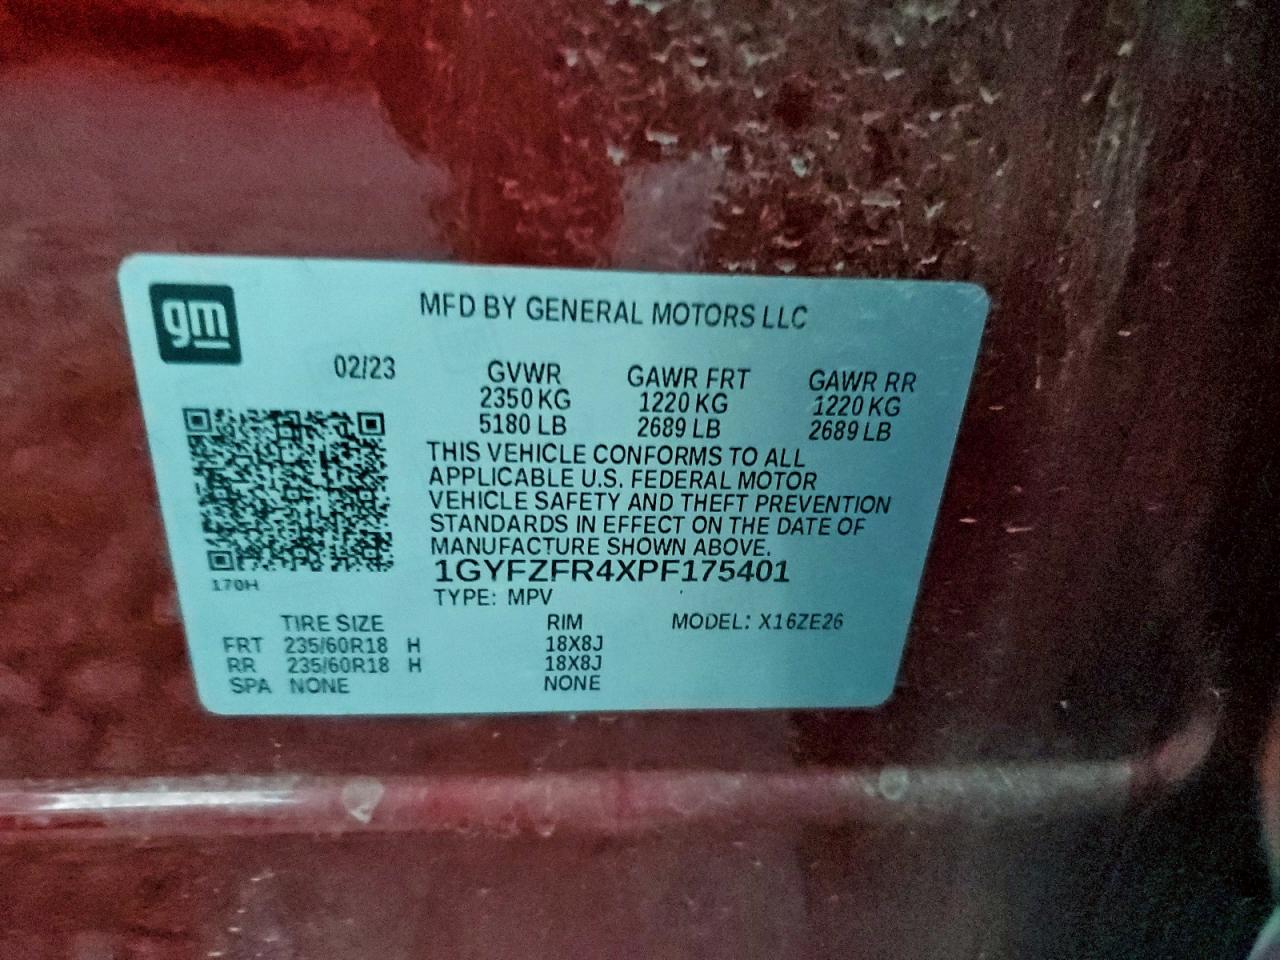 gm
MFD BY GENERAL MOTORS LLC
02/23 GVWR GAWR FRT GAWR RR
2350 KG 1220 KG 1220 KG
5180 LB 2689 LB 2689 LB
THIS VEHICLE CONFORMS TO ALL
APPLICABLE U.S. FEDERAL MOTOR
VEHICLE SAFETY AND THEFT PREVENTION
STANDARDS IN EFFECT ON THE DATE OF
MANUFACTURE SHOWN ABOVE.
1GYFZFR4XPF175401
170H
TYPE: MPV
TIRE SIZE RIM MODEL: X16ZE26
FRT 235/60R18 H 18X8J
RR 235/60R18 H 18X8J
SPA NONE NONE